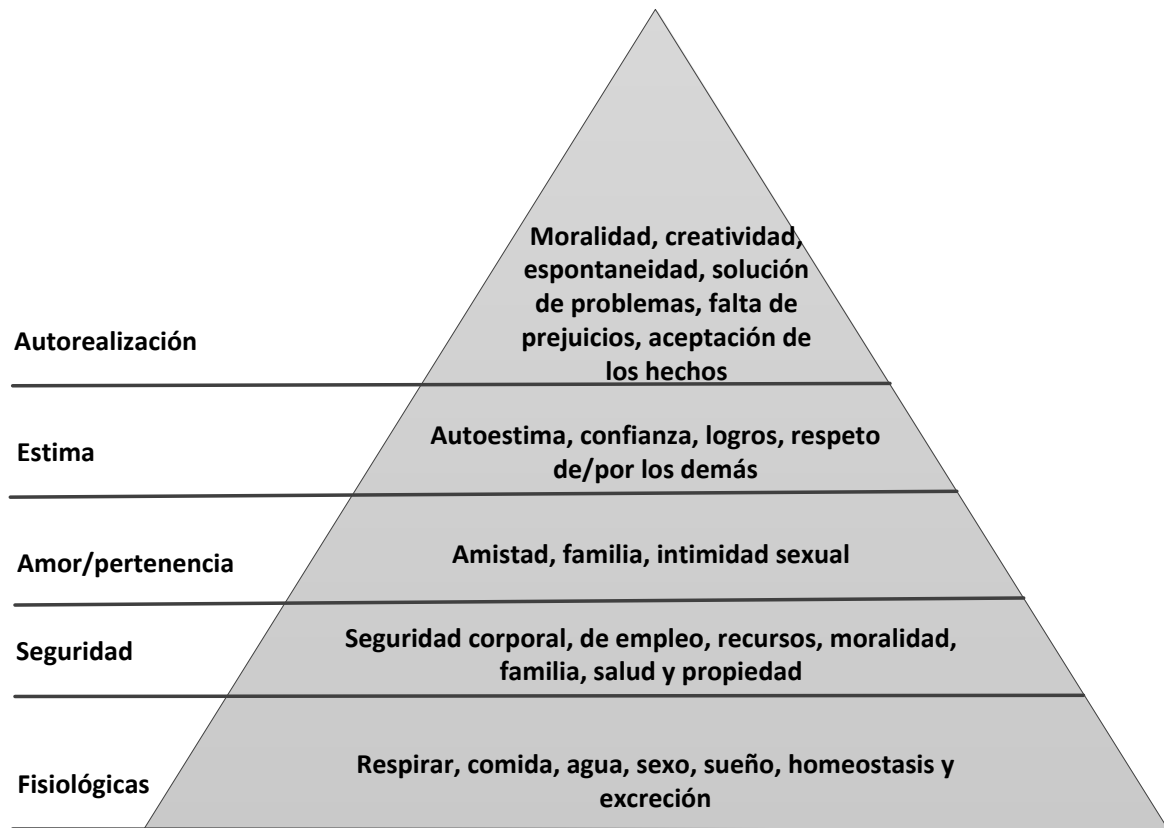 Moralidad, creatividad,
espontaneidad, solución
de problemas, falta de
prejuicios, aceptación de
los hechos
Autorealización
Autoestima, confianza, logros, respeto
de/por los demás
Estima
Amistad, familia, intimidad sexual
Amor/pertenencia
Seguridad corporal, de empleo, recursos, moralidad,
familia, salud y propiedad
Seguridad
Respirar, comida, agua, sexo, sueño, homeostasis y
excreción
Fisiológicas